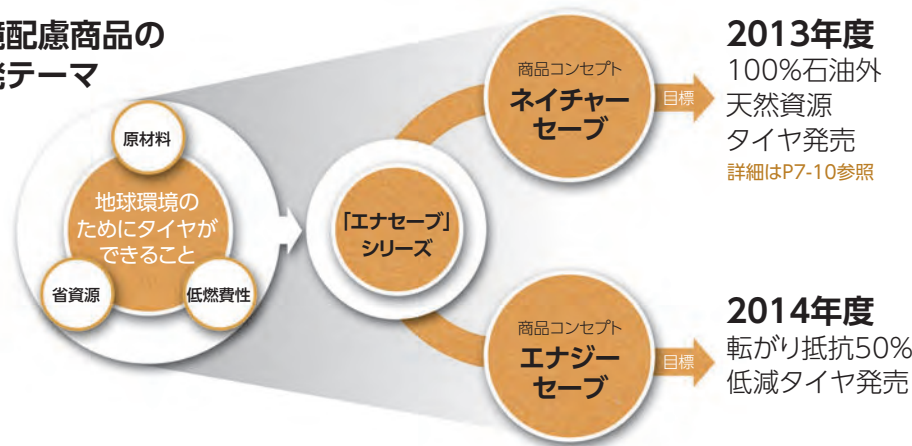 配慮商品の
テーマ
原材料
地球環境の
ためにタイヤが
できること
省資源
低燃費性
「エナセーブ」
シリーズ
商品コンセプト
ネイチャー
セーブ
目標
2013年度
100%石油外
天然資源
タイヤ発売
詳細はP7-10参照
商品コンセプト
エナジー
セーブ
目標
2014年度
転がり抵抗50%
低減タイヤ発売